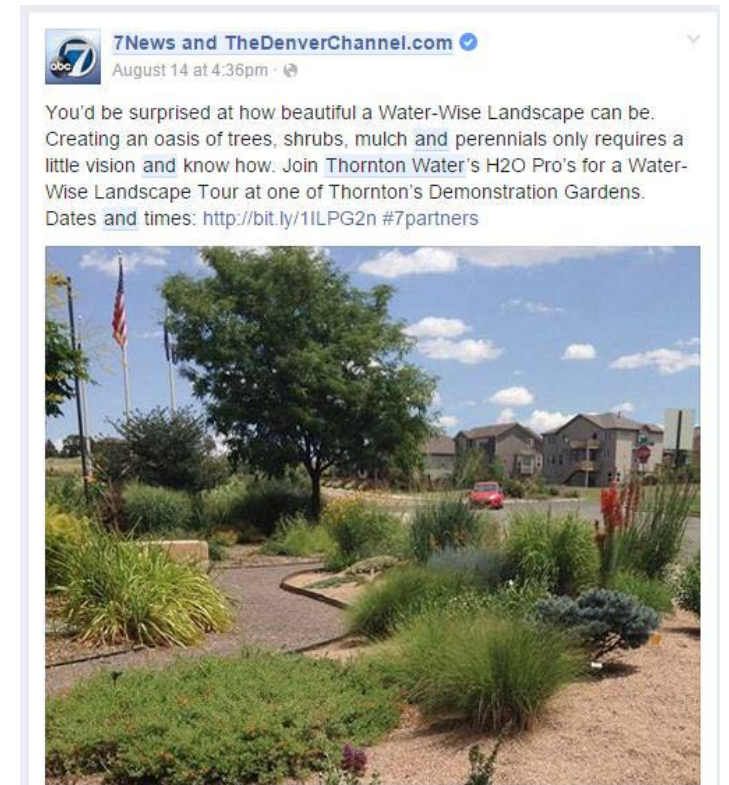 7News and TheDenverChannel.com
August 14 at 4:36pm ·
abc 7
You'd be surprised at how beautiful a Water-Wise Landscape can be.
Creating an oasis of trees, shrubs, mulch and perennials only requires a
little vision and know how. Join Thornton Water's H2O Pro's for a Water-
Wise Landscape Tour at one of Thornton's Demonstration Gardens.
Dates and times: http://bit.ly/1ILPG2n #7partners